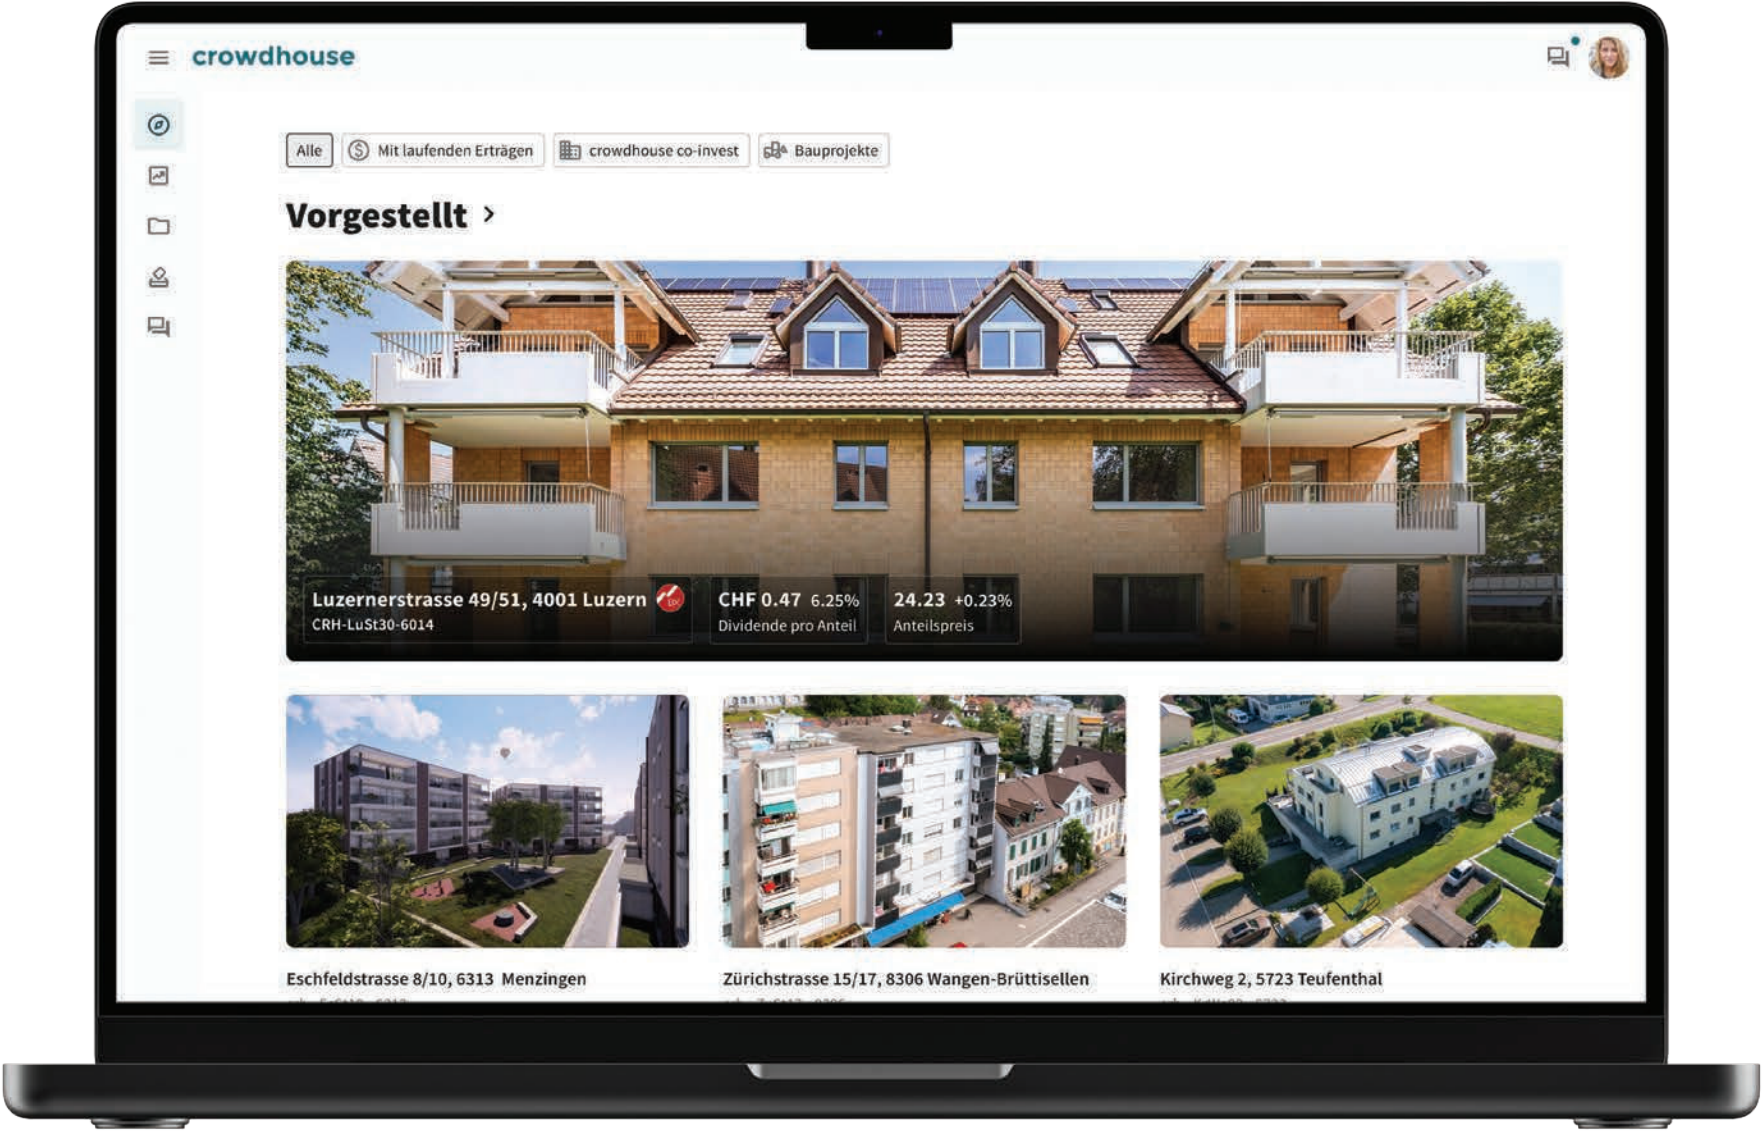 crowdhouse
Alle
Mit laufenden Erträgen
crowdhouse co-invest
Bauprojekte
Vorgestellt
Luzernerstrasse 49/51, 4001 Luzern
CRH-LuSt30-6014
CHF 0.47 6.25%
Dividende pro Anteil
24.23 +0.23%
Anteilspreis
Eschfeldstrasse 8/10, 6313 Menzingen
Zürichstrasse 15/17, 8306 Wangen-Brüttisellen
Kirchweg 2, 5723 Teufenthal